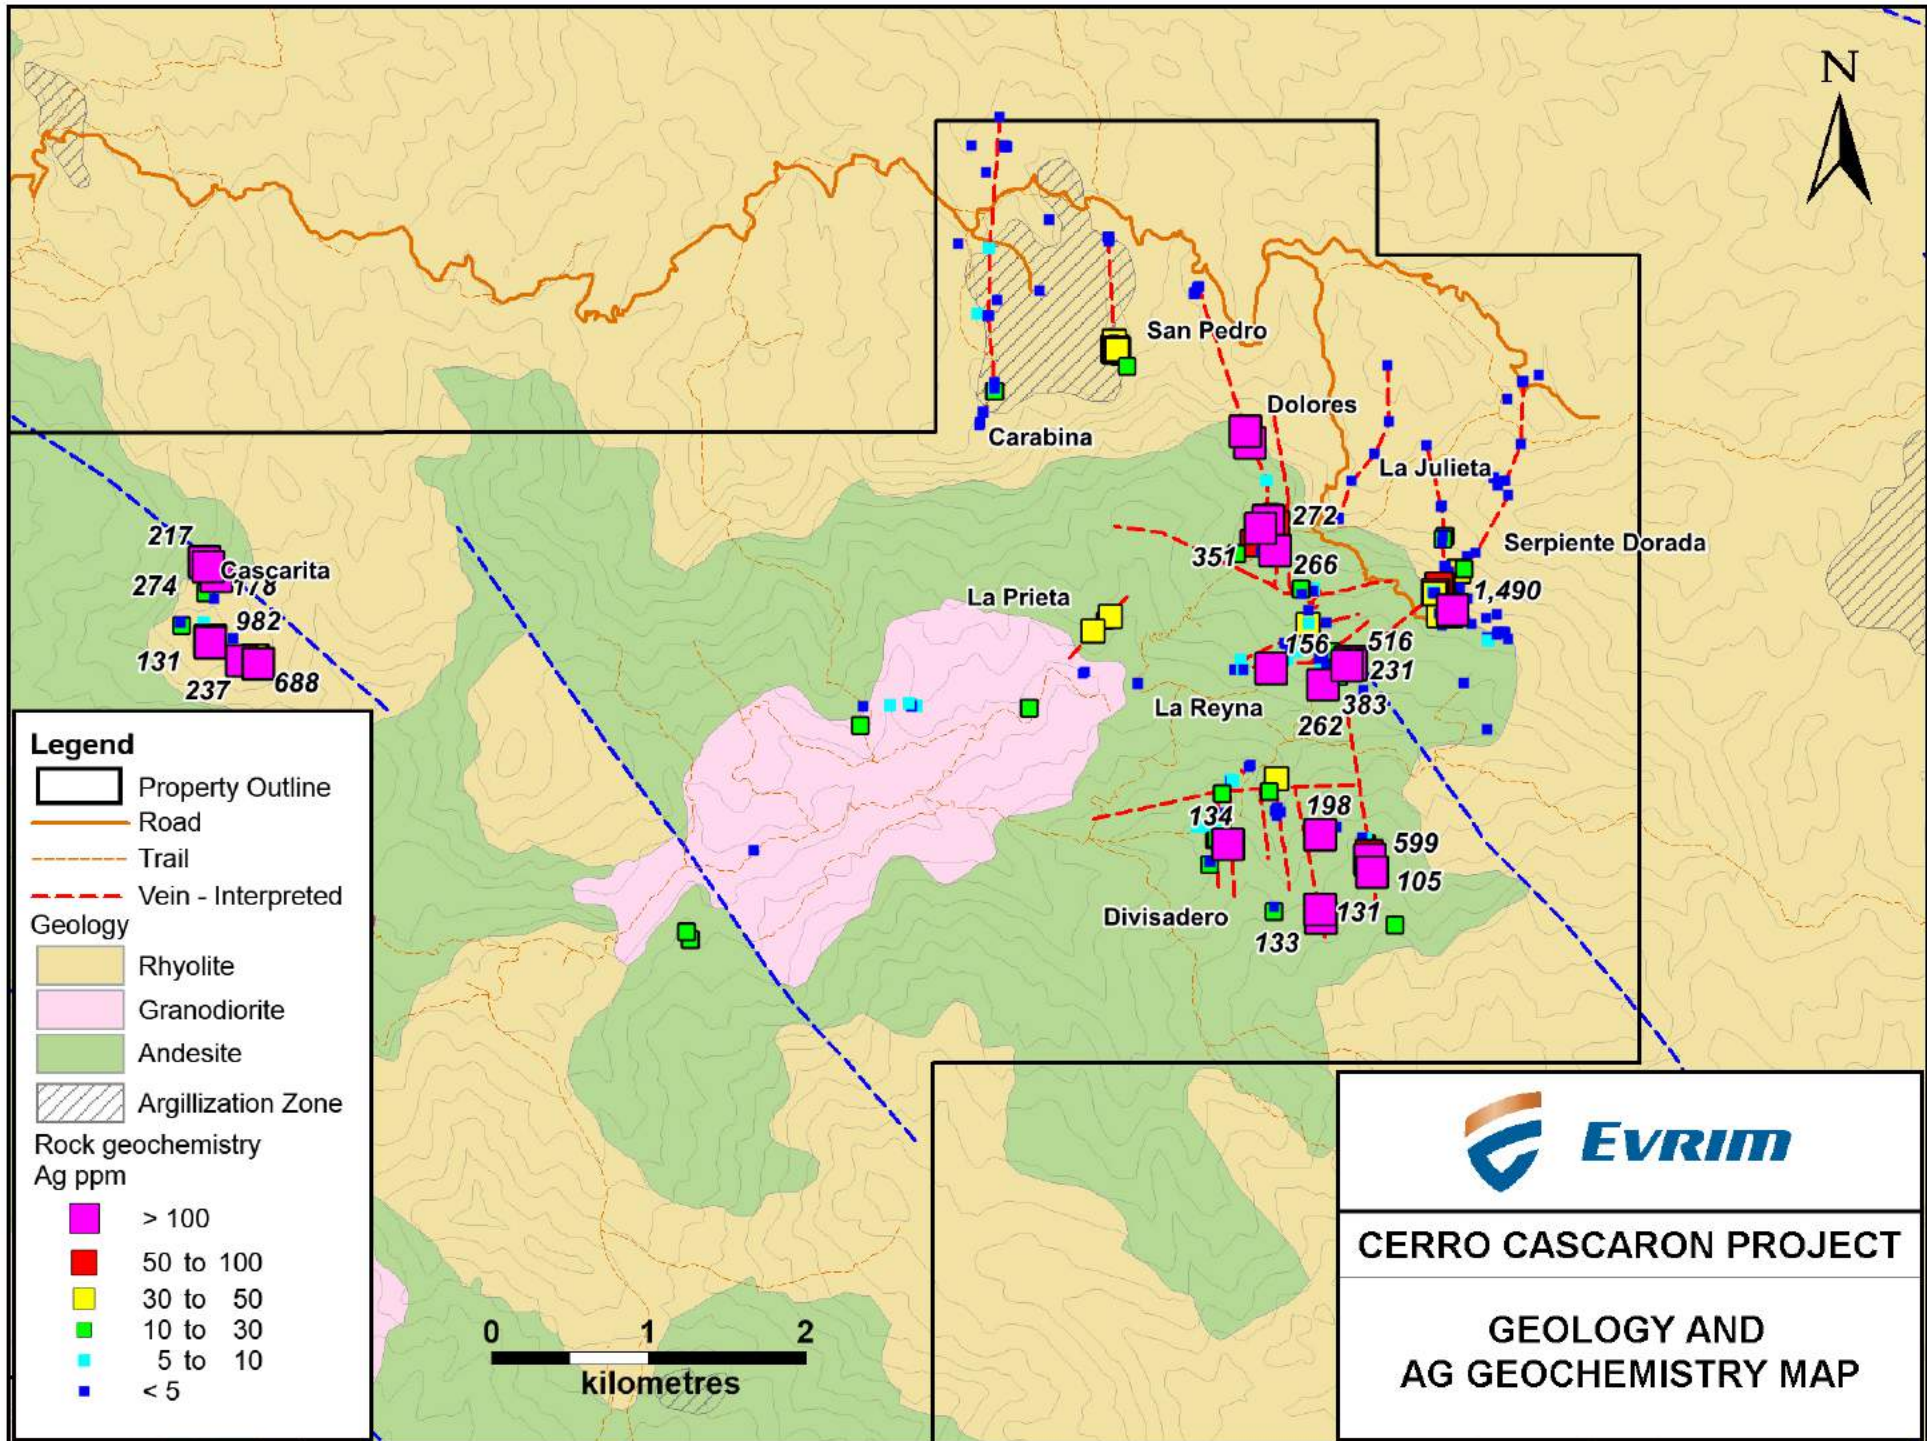 N
San Pedro
Dolores
Carabina
La Julieta
217
272
Serpiente Dorada
Cascarita
351
266
274
178
1,490
La Prieta
982
156
516
131
231
237
688
La Reyna
383
262
134
198
599
105
Divisadero
131
133
Legend
Property Outline
Road
Trail
Vein - Interpreted
Geology
Rhyolite
Granodiorite
Andesite
Argillization Zone
Rock geochemistry
Ag ppm
> 100
50 to 100
30 to 50
10 to 30
5 to 10
< 5
0 1 2
kilometres
EVRIM
CERRO CASCARON PROJECT
GEOLOGY AND
AG GEOCHEMISTRY MAP